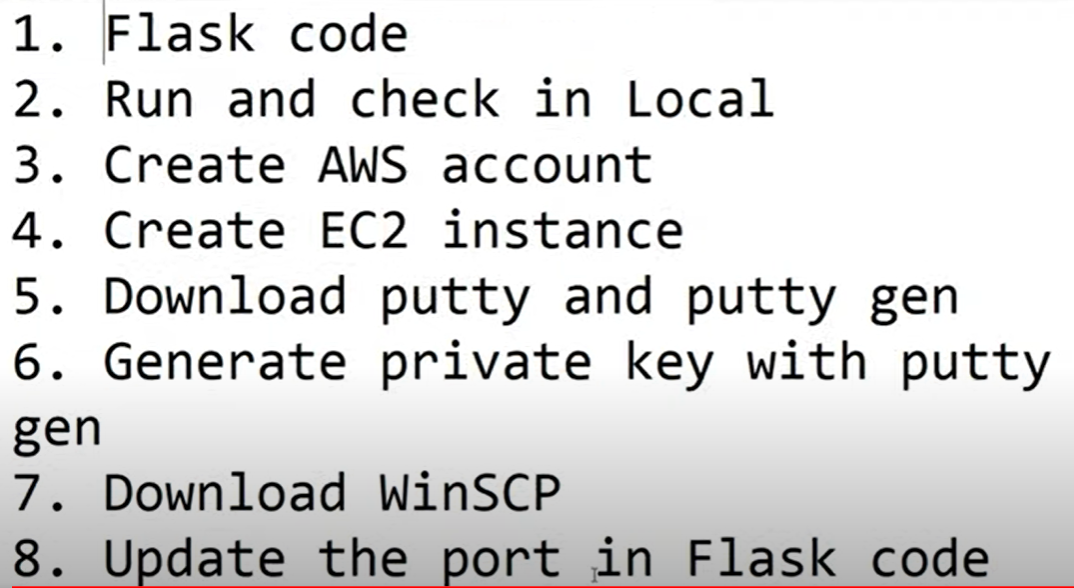 1. Flask code
2. Run and check in Local
3. Create AWS account
4. Create EC2 instance
5. Download putty and putty gen
6. Generate private key with putty
gen
7. Download WinSCP
8. Update the port in Flask code